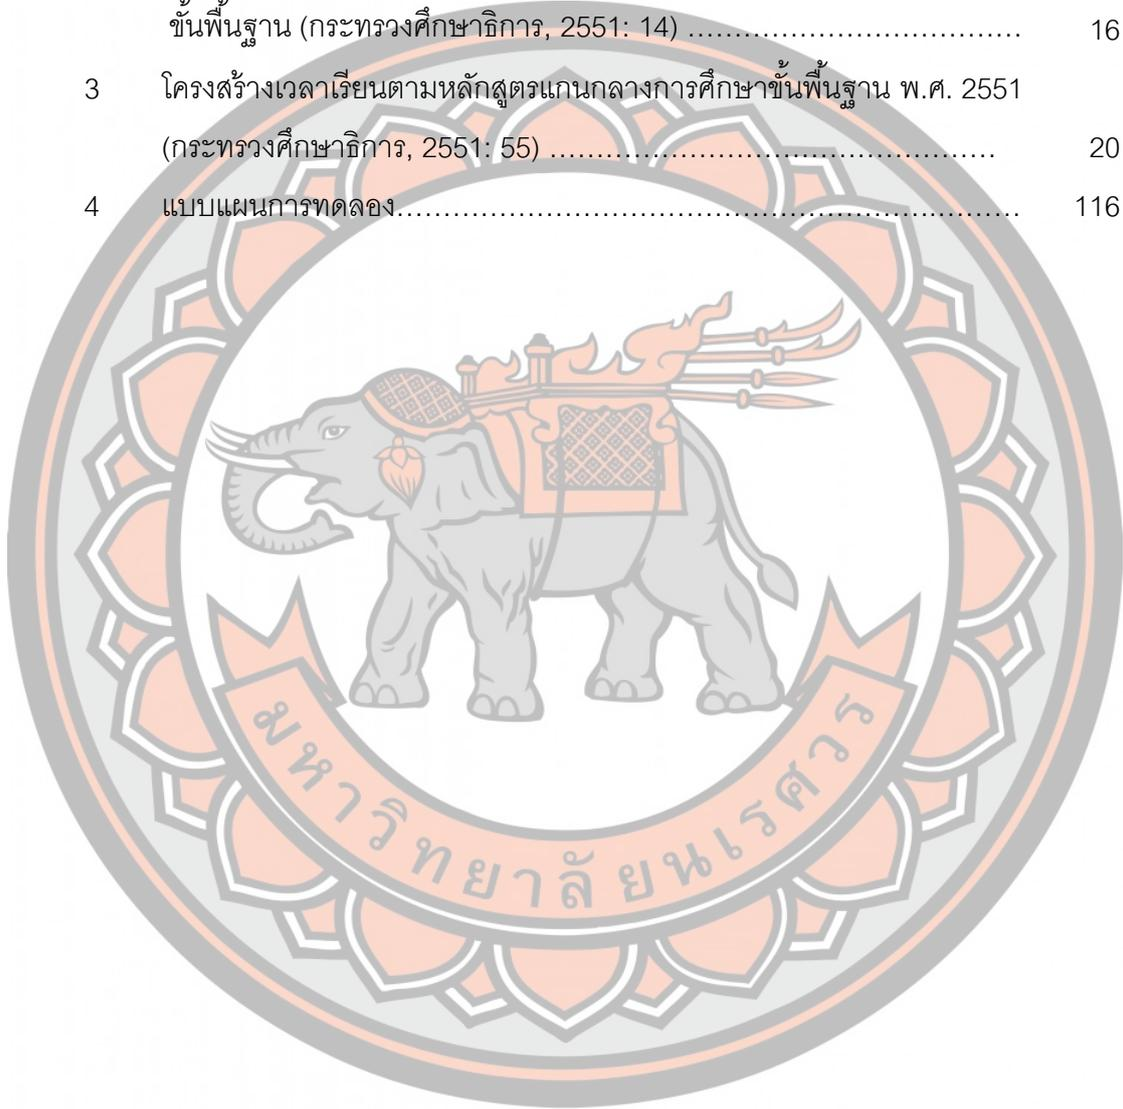 ขั้นพื้นฐาน (กระทรวงศึกษาธิการ, 2551: 14) ……………………………… 16
3 โครงสร้างเวลาเรียนตามหลักสูตรแกนกลางการศึกษาขั้นพื้นฐาน พ.ศ. 2551
(กระทรวงศึกษาธิการ, 2551: 55) ………………………………………… 20
4 แบบแผนการทดลอง………………………………………………………… 116
มหาวิทยาลัยนเรศวร